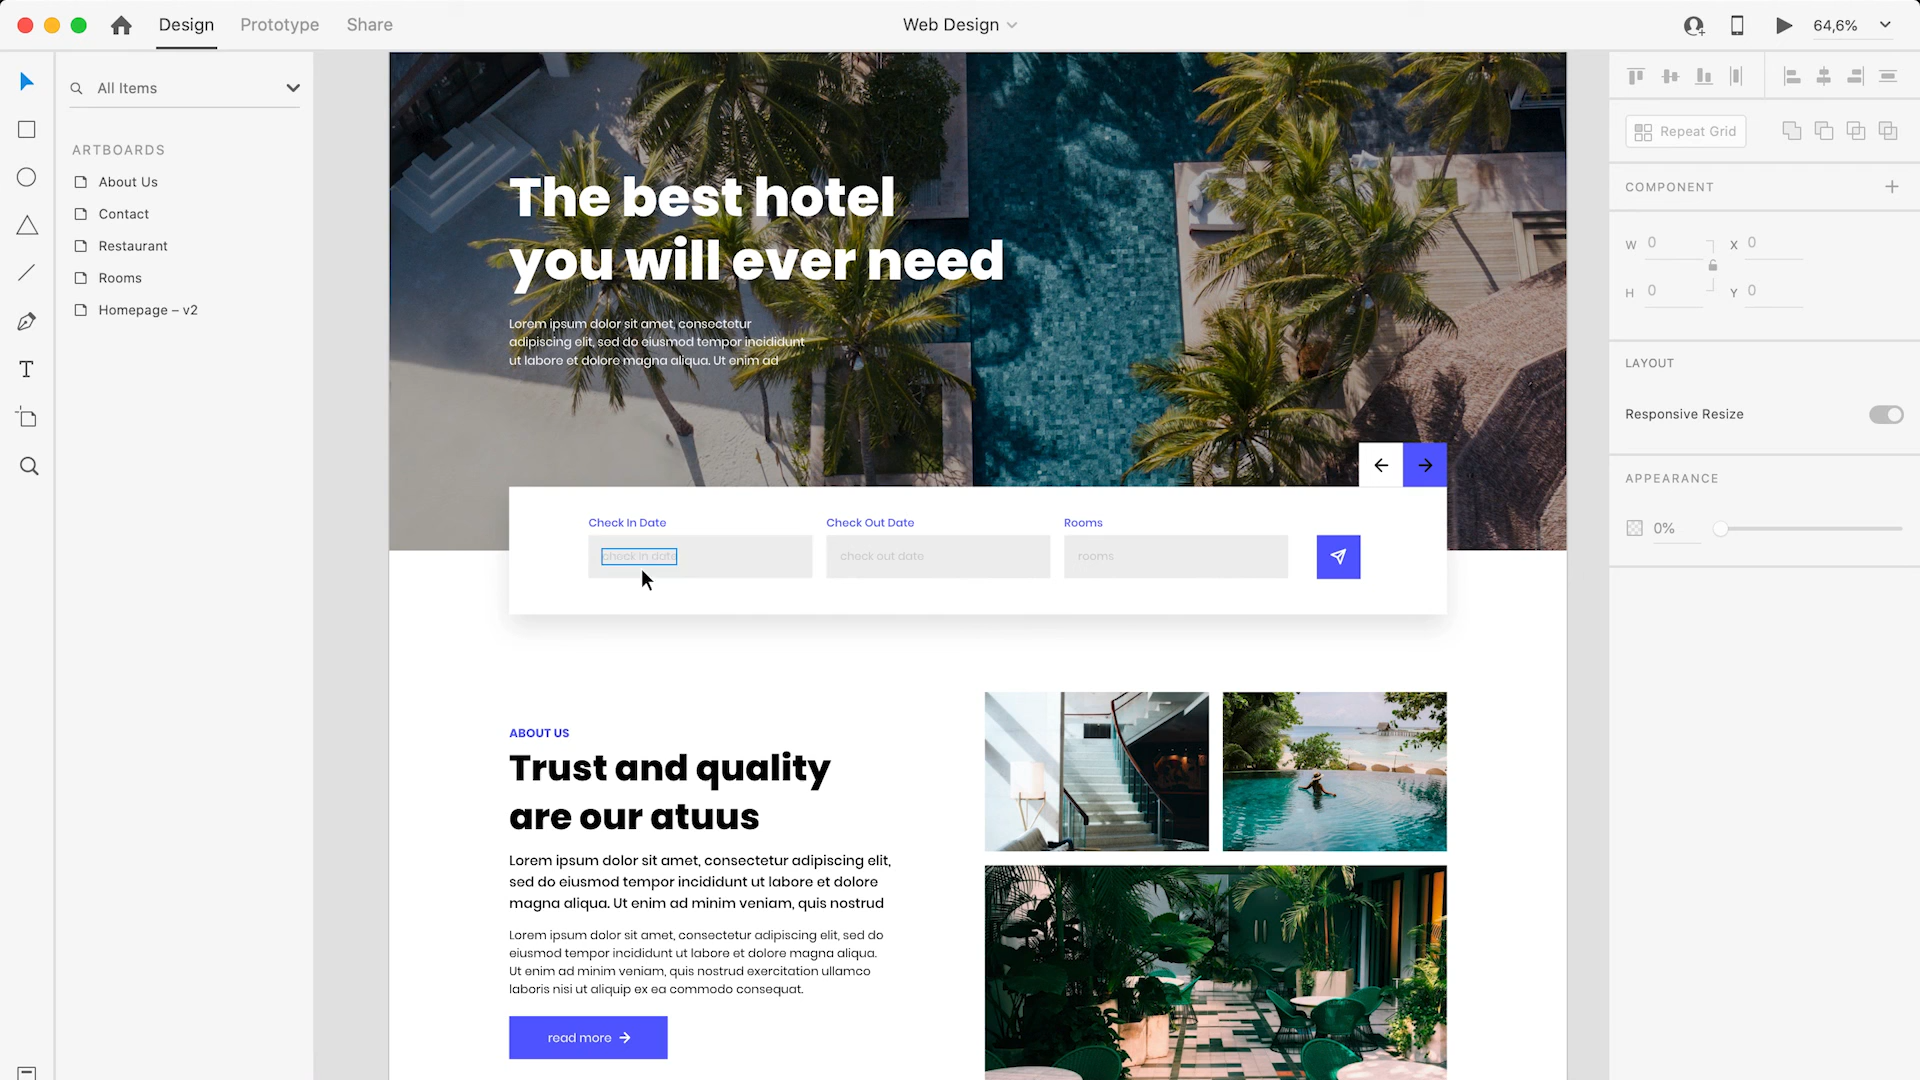 Design Prototype Share
Web Design
64,6%
All Items
ARTBOARDS
About Us
Contact
Restaurant
Rooms
Homepage – v2
The best hotel
you will ever need
Lorem ipsum dolor sit amet, consectetur
adipiscing elit, sed do eiusmod tempor incididunt
ut labore et dolore magna aliqua. Ut enim ad
Check In Date Check Out Date Rooms
check in date check out date rooms
ABOUT US
Trust and quality
are our atuus
Lorem ipsum dolor sit amet, consectetur adipiscing elit,
sed do eiusmod tempor incididunt ut labore et dolore
magna aliqua. Ut enim ad minim veniam, quis nostrud
Lorem ipsum dolor sit amet, consectetur adipiscing elit, sed do
eiusmod tempor incididunt ut labore et dolore magna aliqua.
Ut enim ad minim veniam, quis nostrud exercitation ullamco
laboris nisi ut aliquip ex ea commodo consequat.
read more
Repeat Grid
COMPONENT
W 0 X 0
H 0 Y 0
LAYOUT
Responsive Resize
APPEARANCE
0%